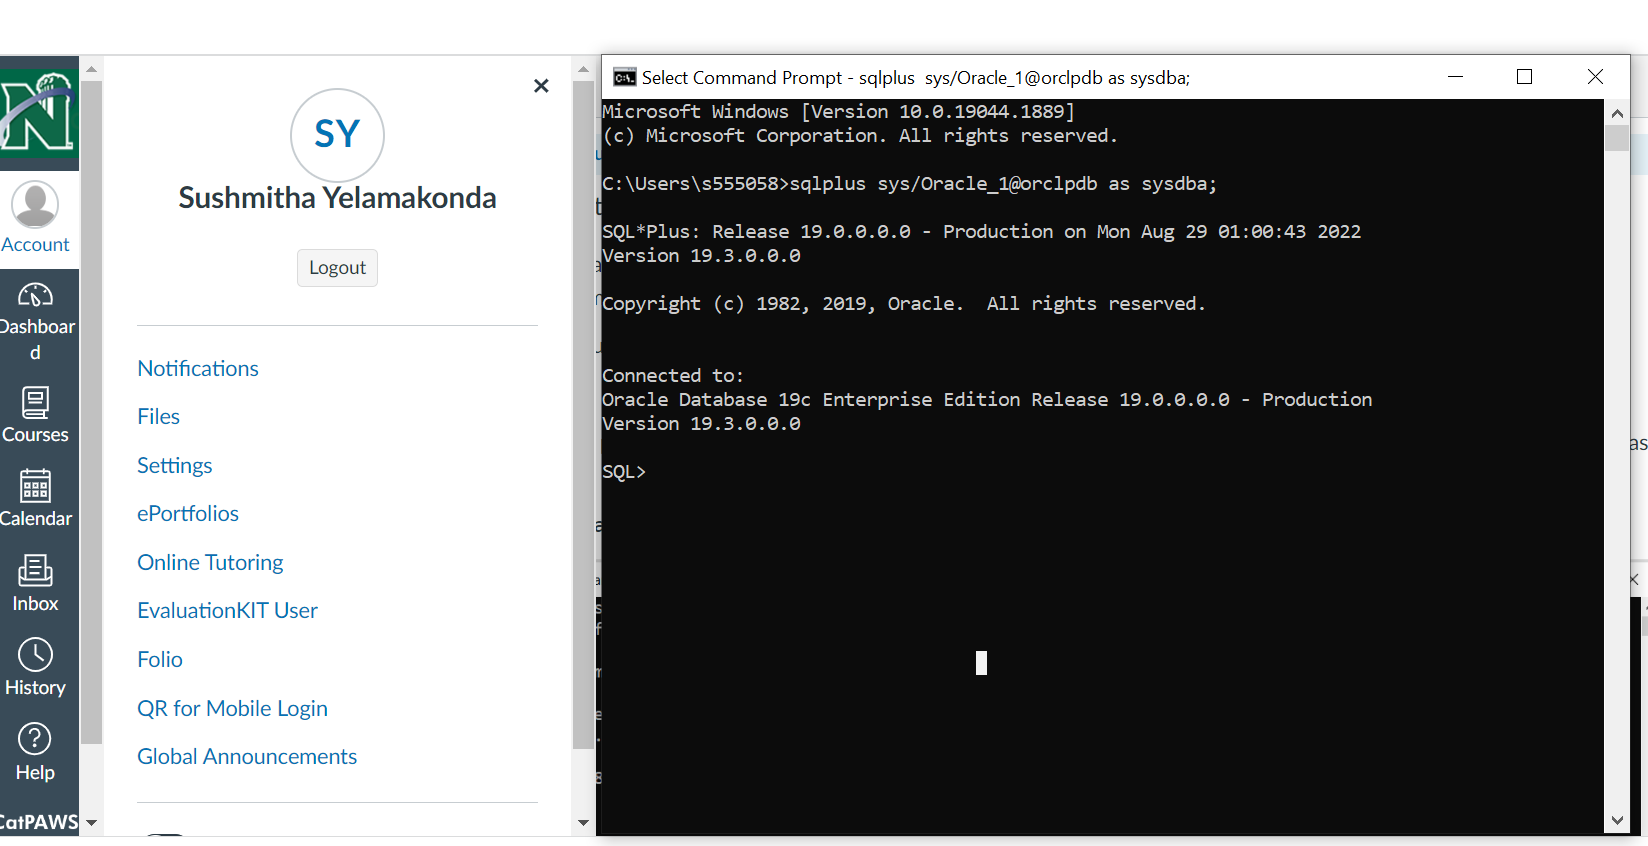 N
Account
Dashboar
d
Courses
Calendar
Inbox
History
Help
CatPAWS
SY
Sushmitha Yelamakonda
Logout
Notifications
Files
Settings
ePortfolios
Online Tutoring
EvaluationKIT User
Folio
QR for Mobile Login
Global Announcements
Select Command Prompt - sqlplus  sys/Oracle_1@orclpdb as sysdba;
Microsoft Windows [Version 10.0.19044.1889]
(c) Microsoft Corporation. All rights reserved.
C:\Users\s555058>sqlplus sys/Oracle_1@orclpdb as sysdba;
SQL*Plus: Release 19.0.0.0.0 - Production on Mon Aug 29 01:00:43 2022
Version 19.3.0.0.0
Copyright (c) 1982, 2019, Oracle.  All rights reserved.
Connected to:
Oracle Database 19c Enterprise Edition Release 19.0.0.0.0 - Production
Version 19.3.0.0.0
SQL>
as